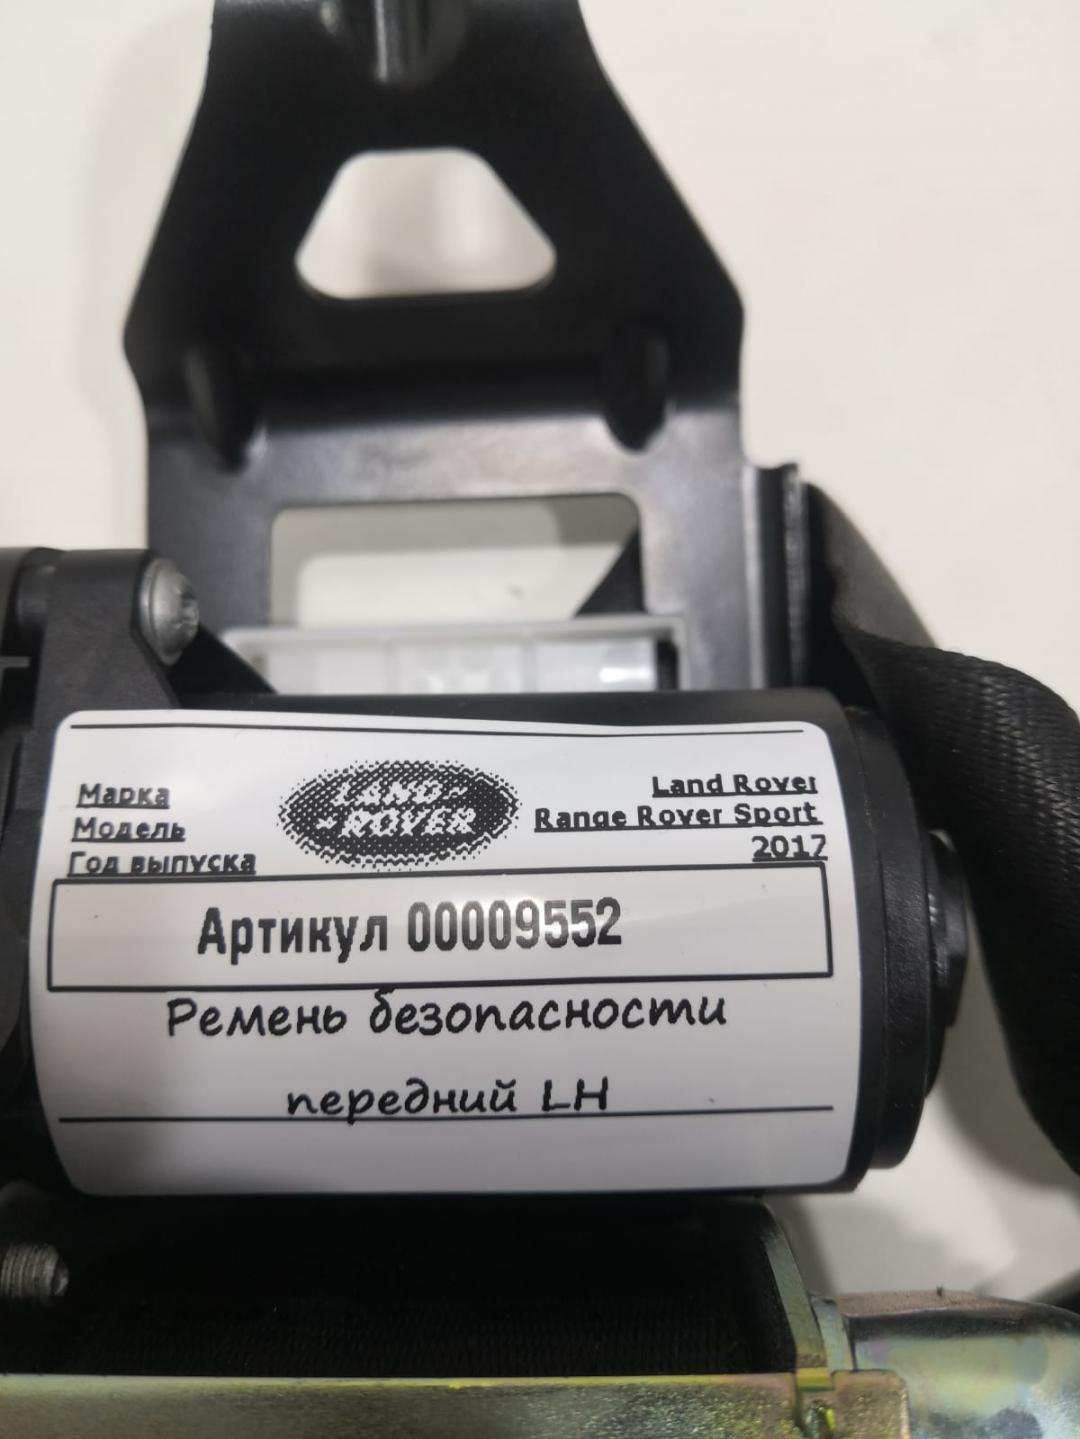 Марка
LAND-
-ROVER
Land Rover
Модель
Range Rover Sport
Год выпуска
2017
Артикул 00009552
Ремень безопасности
передний LH